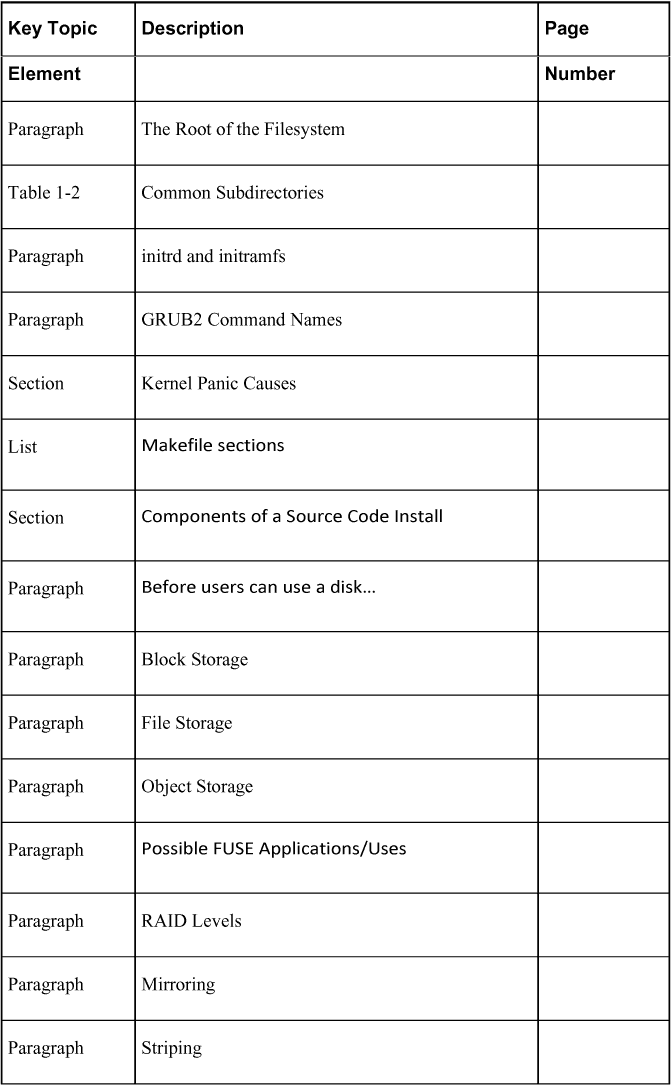 Key Topic Description Page
Element Number
Paragraph The Root of the Filesystem
Table 1-2 Common Subdirectories
Paragraph initrd and initramfs
Paragraph GRUB2 Command Names
Section Kernel Panic Causes
List Makefile sections
Section Components of a Source Code Install
Paragraph Before users can use a disk...
Paragraph Block Storage
Paragraph File Storage
Paragraph Object Storage
Paragraph Possible FUSE Applications/Uses
Paragraph RAID Levels
Paragraph Mirroring
Paragraph Striping